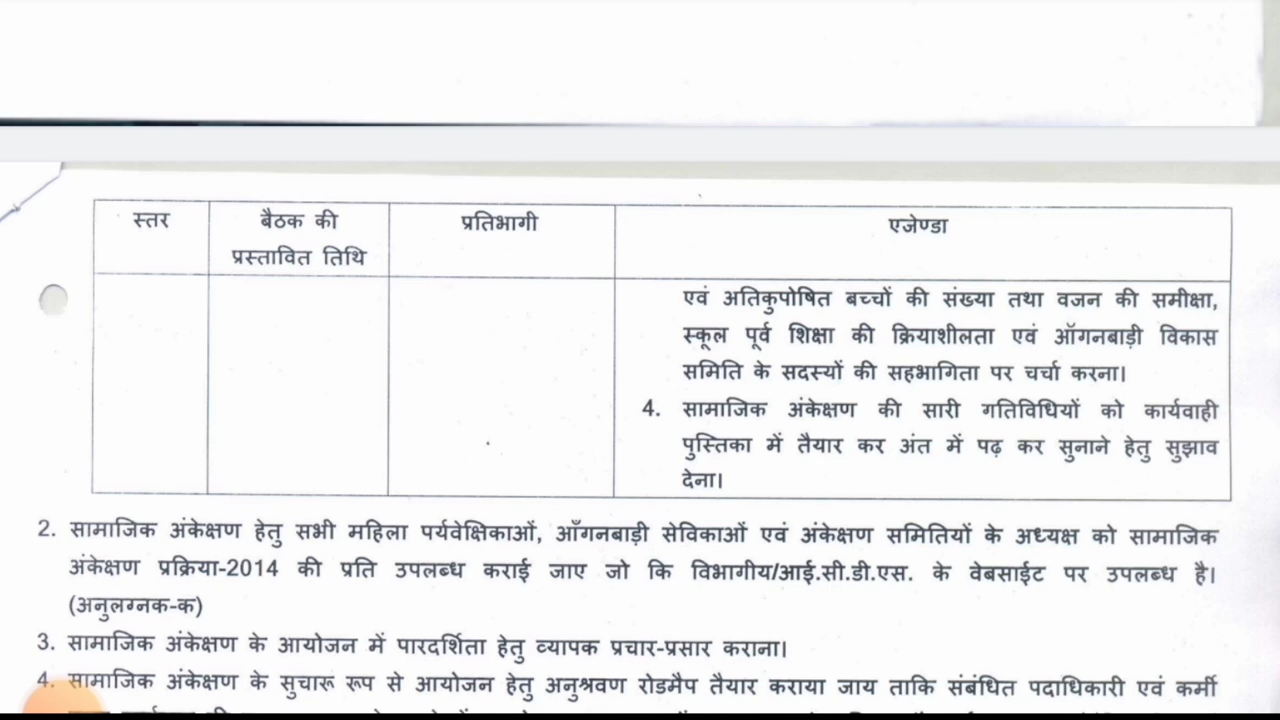 स्तर बैठक की प्रतिभागी एजेण्डा
प्रस्तावित तिथि
एवं अतिकुपोषित बच्चों की संख्या तथा वजन की समीक्षा,
स्कूल पूर्व शिक्षा की क्रियाशीलता एवं ऑगनबाड़ी विकास
समिति के सदस्यों की सहभागिता पर चर्चा करना।
4. सामाजिक अंकेक्षण की सारी गतिविधियों को कार्यवाही
पुस्तिका में तैयार कर अंत में पढ़ कर सुनाने हेतु सुझाव
देना।
2. सामाजिक अंकेक्षण हेतु सभी महिला पर्यवेक्षिकाओं, आँगनबाड़ी सेविकाओं एवं अंकेक्षण समितियों के अध्यक्ष को सामाजिक
अंकेक्षण प्रक्रिया-2014 की प्रति उपलब्ध कराई जाए जो कि विभागीय/आई.सी.डी.एस. के वेबसाईट पर उपलब्ध है।
(अनुलग्नक-क)
3. सामाजिक अंकेक्षण के आयोजन में पारदर्शिता हेतु व्यापक प्रचार-प्रसार कराना।
4. सामाजिक अंकेक्षण के सुचारू रूप से आयोजन हेतु अनुश्रवण रोडमैप तैयार कराया जाय ताकि संबंधित पदाधिकारी एवं कर्मी